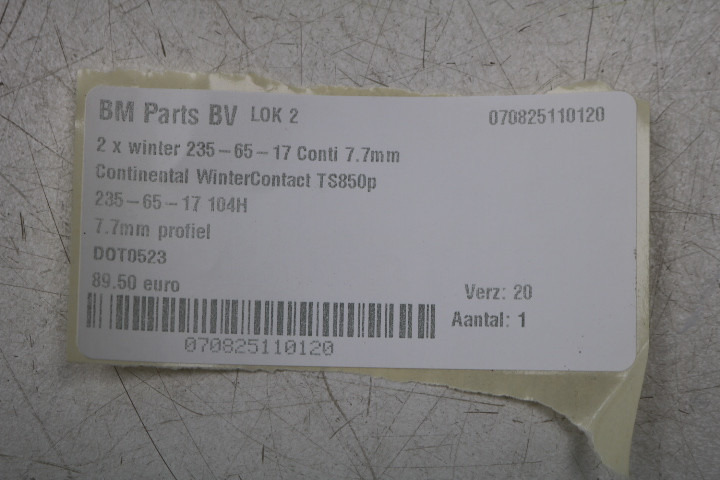 BM Parts BV LOK 2 070825110120
2 x winter 235-65-17 Conti 7.7mm
Continental WinterContact TS850p
235-65-17 104H
7.7mm profiel
DOT0523
89.50 euro
Verz: 20
Aantal: 1
070825110120